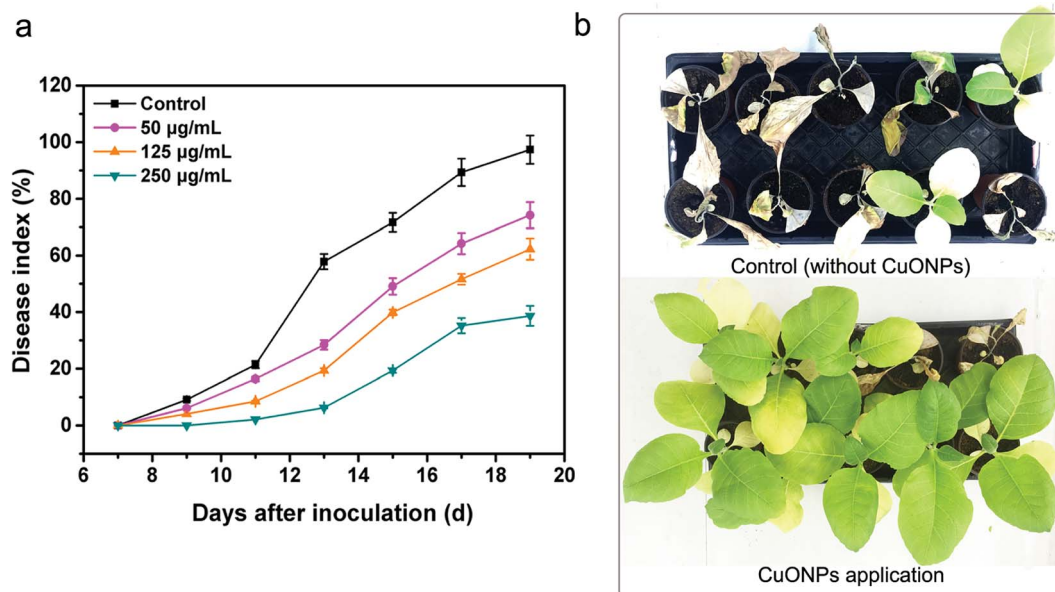 a
b
Disease index (%)
120
100
80
60
40
20
0
Control
50 μg/mL
125 μg/mL
250 μg/mL
6
8
10
12
14
16
18
20
Days after inoculation (d)
Control (without CuONPs)
CuONPs application